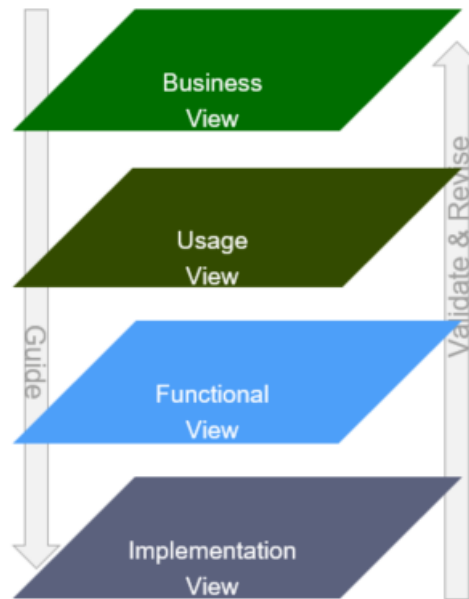 Business
View
Usage
View
Guide
Validate & Revise
Functional
View
Implementation
View